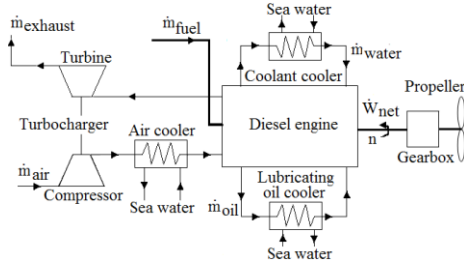 Sea water
ṁexhaust
ṁfuel
ṁwater
Turbine
Coolant cooler
Propeller
Turbocharger
Air cooler
Diesel engine
Ẇnet
n
Gearbox
ṁair
Compressor
Lubricating
oil cooler
Sea water
ṁoil
Sea water